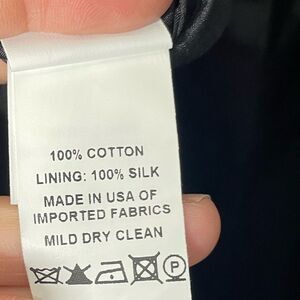 100% COTTON
LINING: 100% SILK
MADE IN USA OF
IMPORTED FABRICS
MILD DRY CLEAN
P